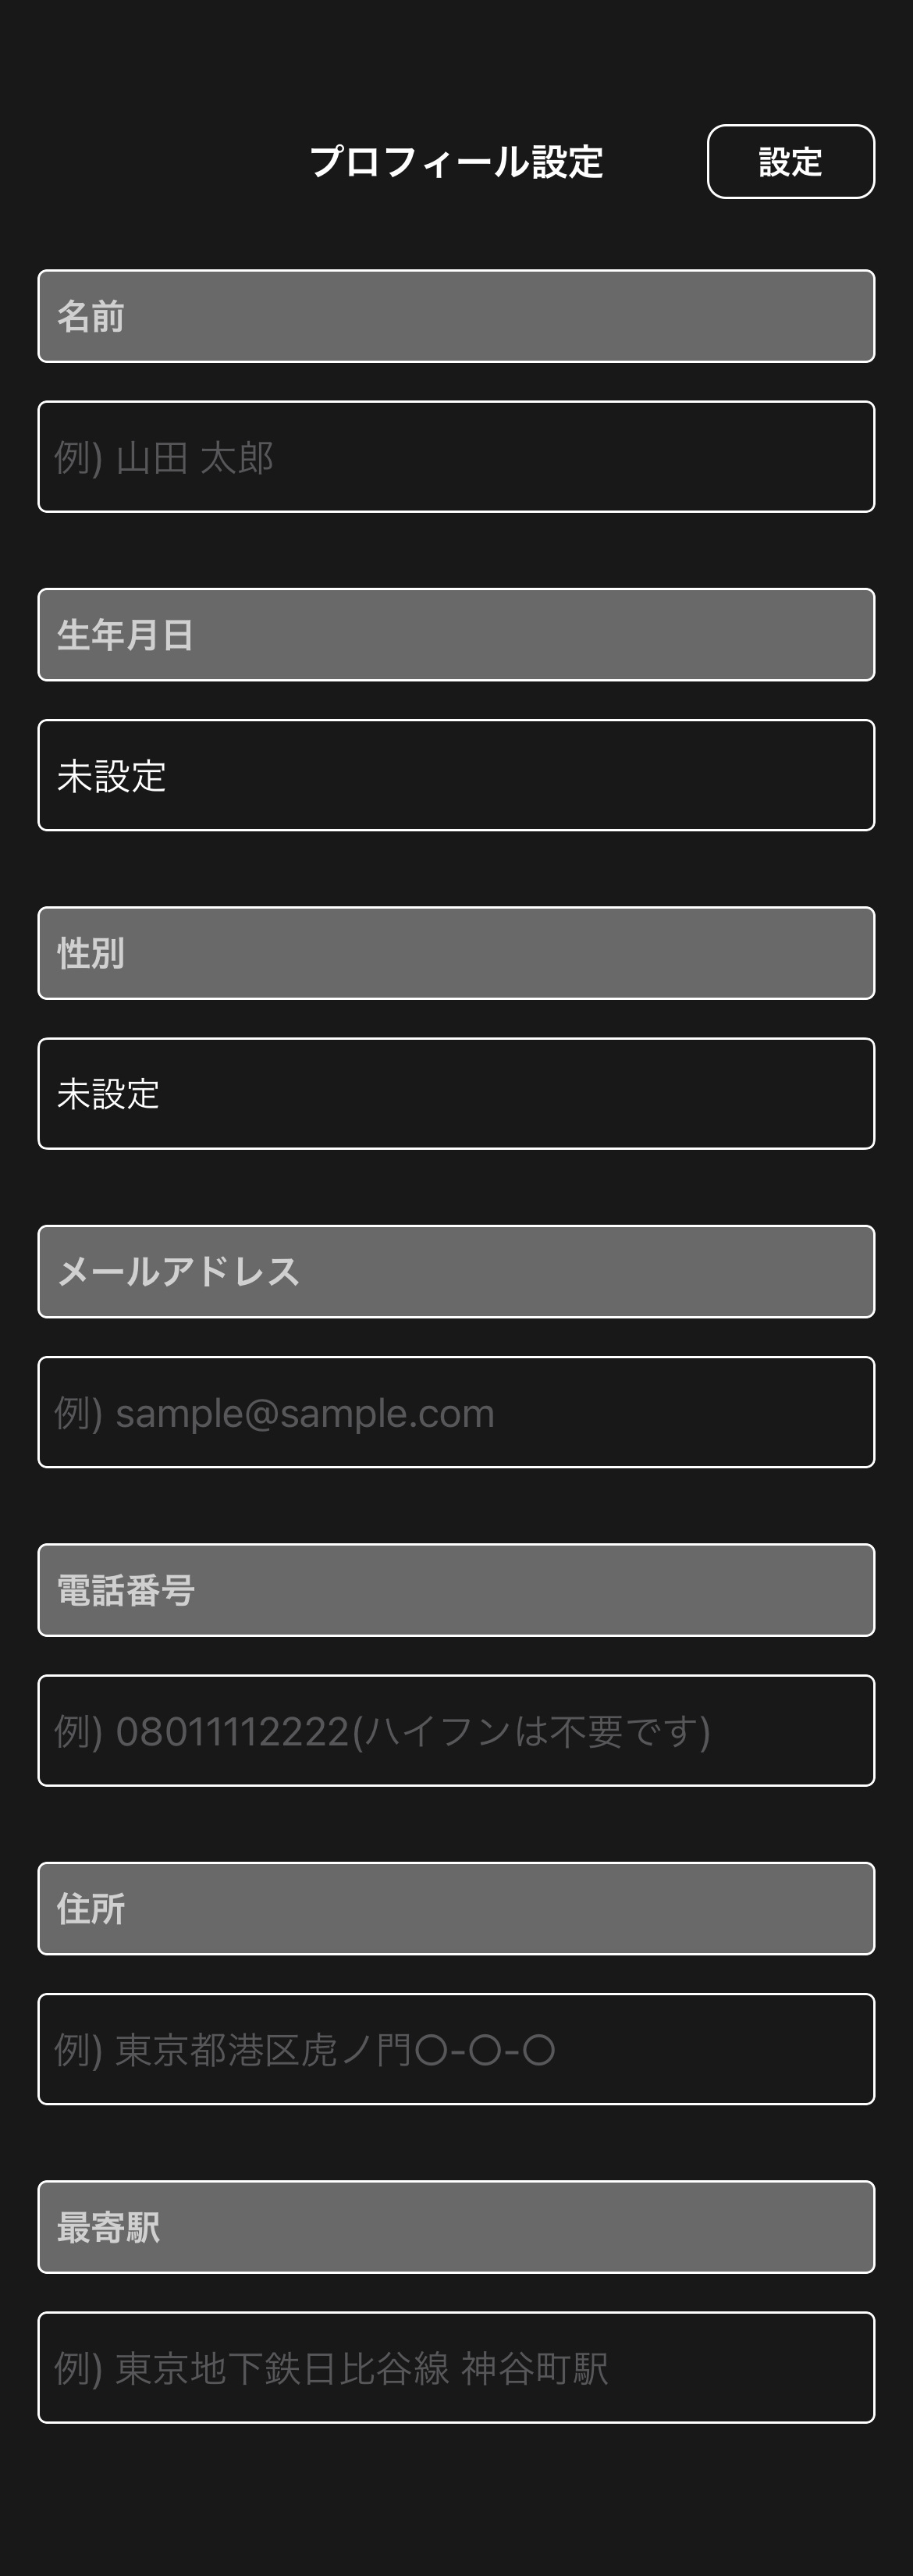 プロフィール設定
設定
名前
例) 山田 太郎
生年月日
未設定
性別
未設定
メールアドレス
例) sample@sample.com
電話番号
例) 08011112222(ハイフンは不要です)
住所
例) 東京都港区虎ノ門〇-〇-〇
最寄駅
例) 東京地下鉄日比谷線 神谷町駅